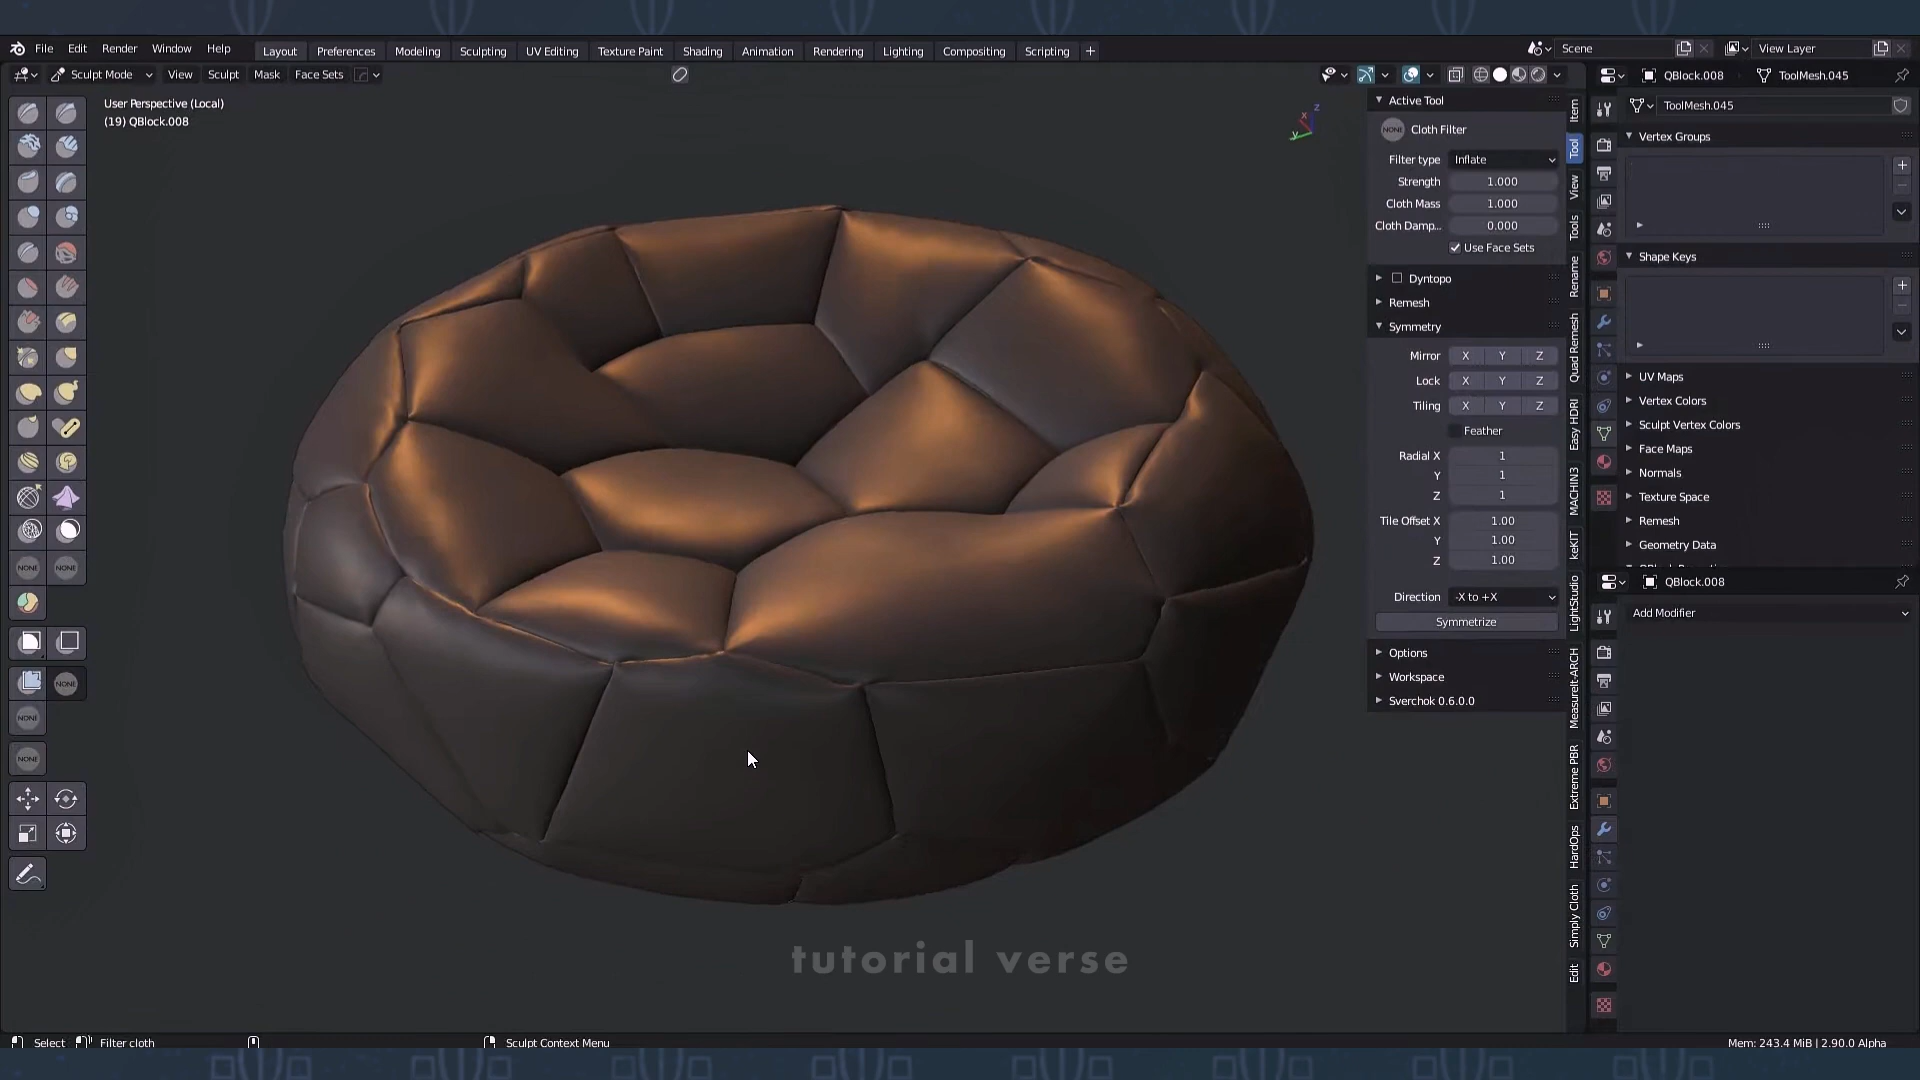 File Edit Render Window Help Layout Preferences Modeling Sculpting UV Editing Texture Paint Shading Animation Rendering Lighting Compositing Scripting + Scene View Layer
Sculpt Mode View Sculpt Mask Face Sets QBlock.008 ToolMesh.045
User Perspective (Local)
(19) QBlock.008
Z
X
Y
NONE NONE
NONE
NONE
NONE
Active Tool
NONE Cloth Filter
Filter type Inflate
Strength 1.000
Cloth Mass 1.000
Cloth Damp... 0.000
Use Face Sets
Dyntopo
Remesh
Symmetry
Mirror X Y Z
Lock X Y Z
Tiling X Y Z
Feather
Radial X 1
Y 1
Z 1
Tile Offset X 1.00
Y 1.00
Z 1.00
Direction -X to +X
Symmetrize
Options
Workspace
Sverchok 0.6.0.0
Item
Tool
View
Tools
Rename
Quad Remesh
Easy HDRI
MACHIN3
keKIT
LightStudio
MeasureIt-ARCH
Extreme PBR
HardOps
Simply Cloth
Edit
ToolMesh.045
Vertex Groups
Shape Keys
UV Maps
Vertex Colors
Sculpt Vertex Colors
Face Maps
Normals
Texture Space
Remesh
Geometry Data
QBlock.008
Add Modifier
tutorial verse
Select Filter cloth Sculpt Context Menu Mem: 243.4 MiB | 2.90.0 Alpha